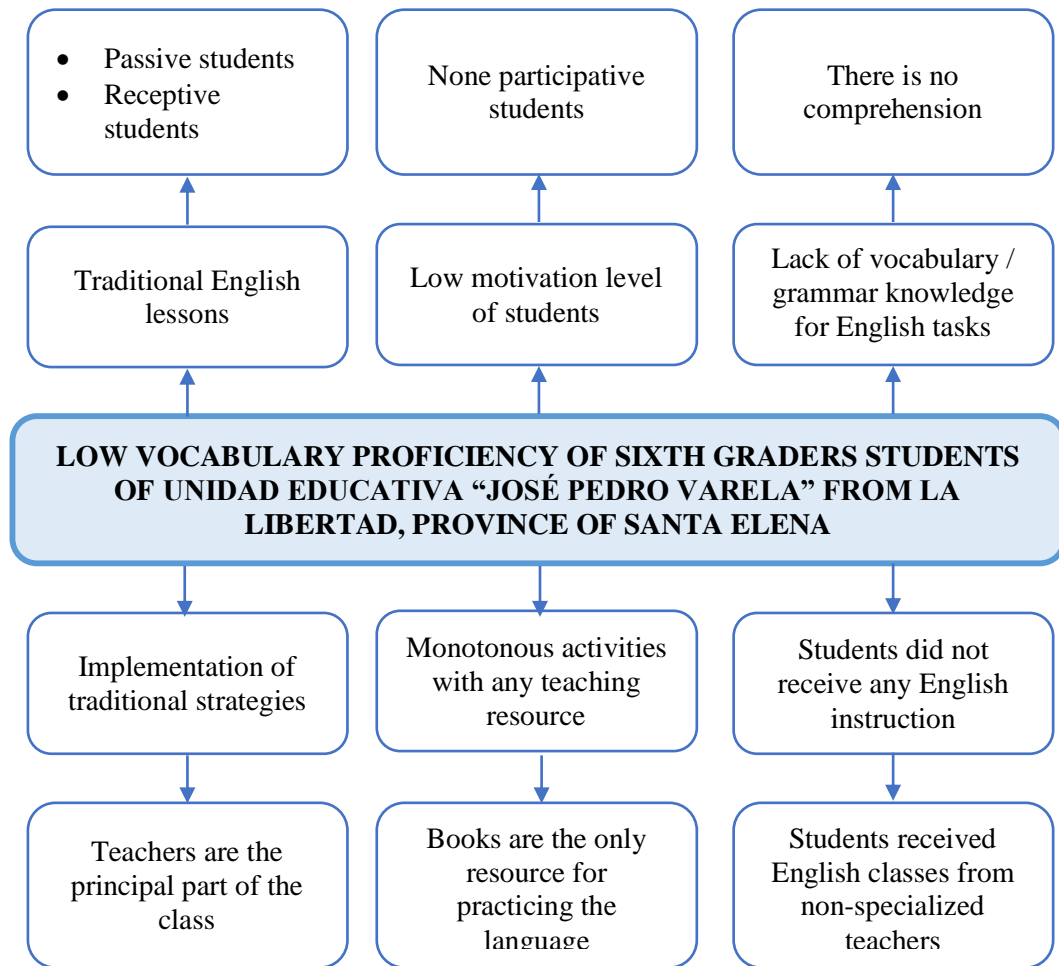 • Passive students
• Receptive
students
None participative
students
There is no
comprehension
Traditional English
lessons
Low motivation level
of students
Lack of vocabulary /
grammar knowledge
for English tasks
LOW VOCABULARY PROFICIENCY OF SIXTH GRADERS STUDENTS
OF UNIDAD EDUCATIVA “JOSÉ PEDRO VARELA” FROM LA
LIBERTAD, PROVINCE OF SANTA ELENA
Implementation of
traditional strategies
Monotonous activities
with any teaching
resource
Students did not
receive any English
instruction
Teachers are the
principal part of the
class
Books are the only
resource for
practicing the
language
Students received
English classes from
non-specialized
teachers